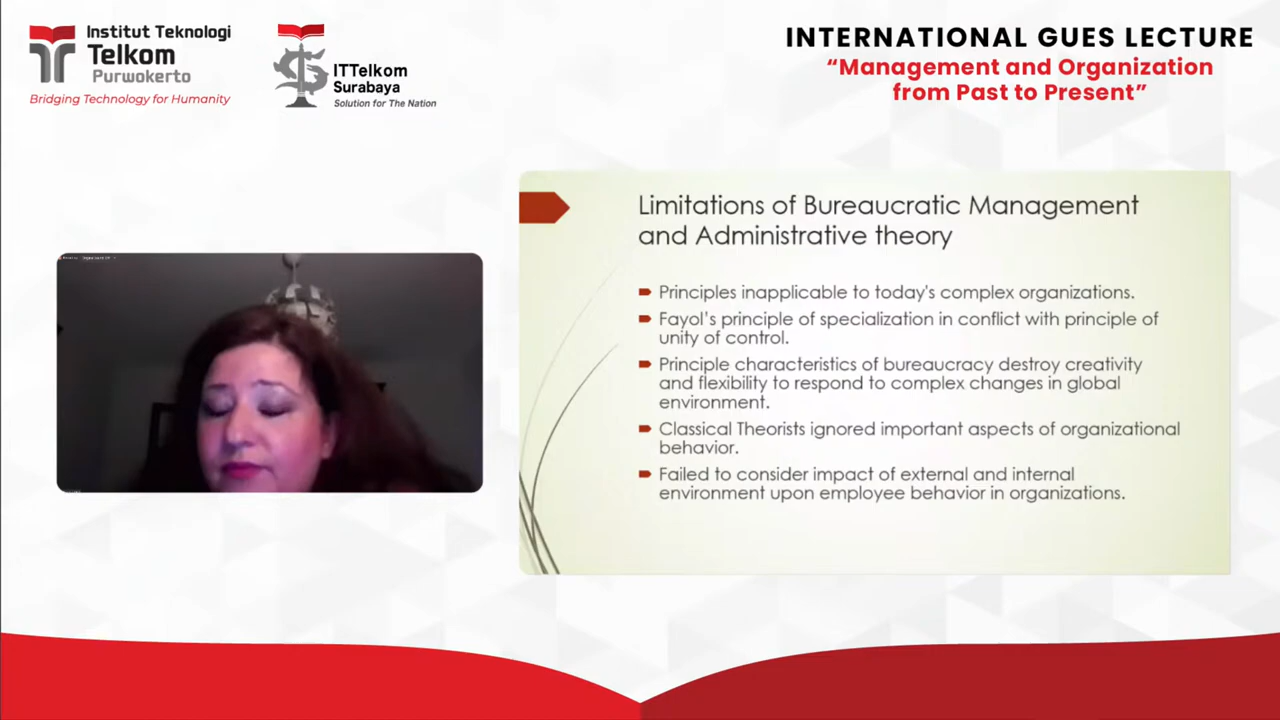 Institut Teknologi
Telkom
Purwokerto
Bridging Technology for Humanity
ITTelkom
Surabaya
Solution for The Nation
INTERNATIONAL GUES LECTURE
“Management and Organization
from Past to Present”
Limitations of Bureaucratic Management
and Administrative theory
Principles inapplicable to today's complex organizations.
Fayol’s principle of specialization in conflict with principle of
unity of control.
Principle characteristics of bureaucracy destroy creativity
and flexibility to respond to complex changes in global
environment.
Classical Theorists ignored important aspects of organizational
behavior.
Failed to consider impact of external and internal
environment upon employee behavior in organizations.